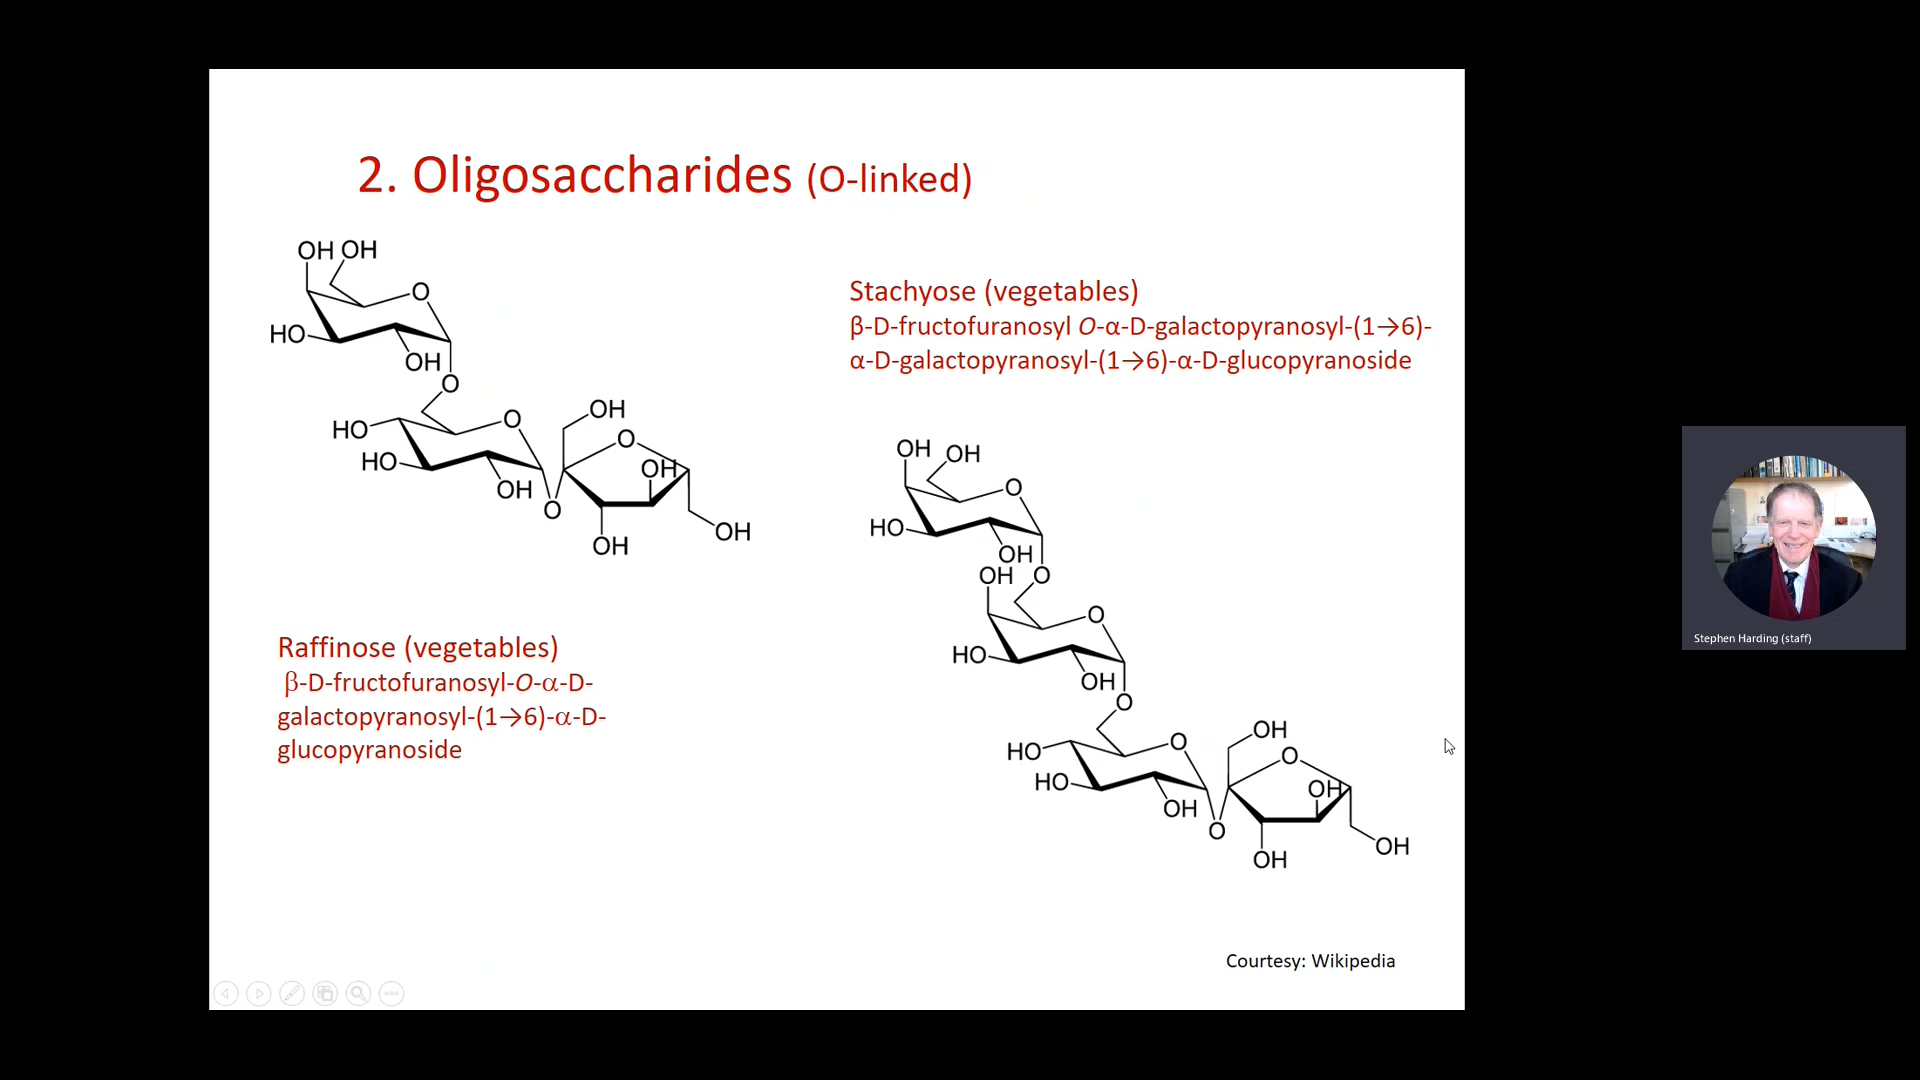 2. Oligosaccharides (O-linked)
OH OH
O
HO
OH
O
HO
O
HO
OH
O
OH
O
OH
OH
OH
Raffinose (vegetables)
β-D-fructofuranosyl-O-α-D-
galactopyranosyl-(1→6)-α-D-
glucopyranoside
Stachyose (vegetables)
β-D-fructofuranosyl O-α-D-galactopyranosyl-(1→6)-
α-D-galactopyranosyl-(1→6)-α-D-glucopyranoside
OH OH
O
HO
OH
OH O
O
HO
OH
O
HO
O
HO
OH
O
OH
O
OH
OH
OH
Courtesy: Wikipedia
Stephen Harding (staff)